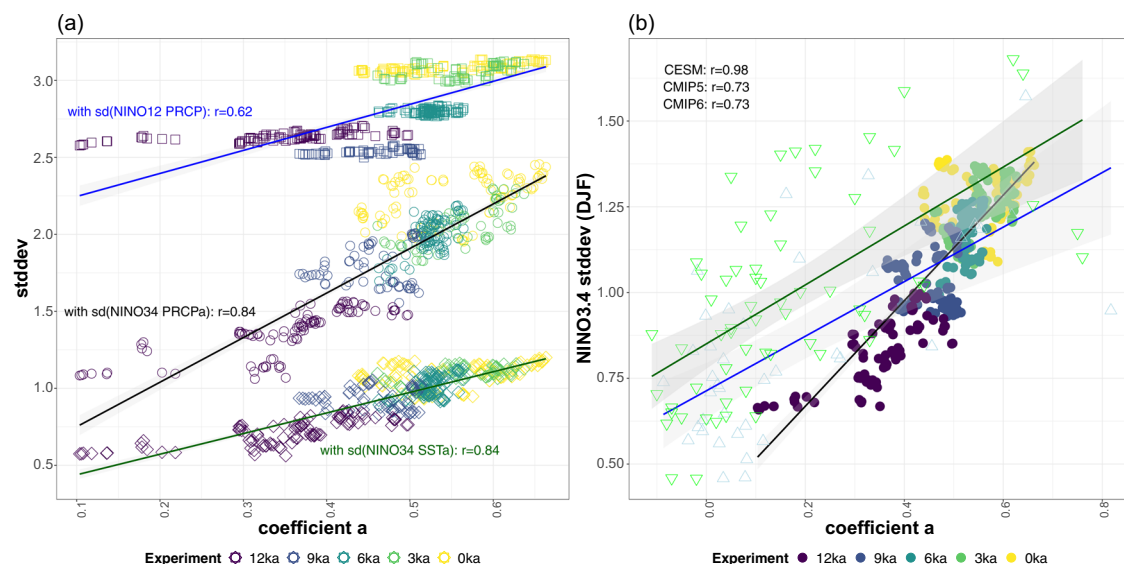 (a)
(b)
stddev
3.0
2.5
2.0
1.5
1.0
0.5
with sd(NINO12 PRCP): r=0.62
with sd(NINO34 PRCPa): r=0.84
with sd(NINO34 SSTa): r=0.84
0.1
0.2
0.3
0.4
0.5
0.6
coefficient a
Experiment 12ka 9ka 6ka 3ka 0ka
NINO3.4 stddev (DJF)
1.50
1.25
1.00
0.75
0.50
CESM: r=0.98
CMIP5: r=0.73
CMIP6: r=0.73
0.0
0.2
0.4
0.6
0.8
coefficient a
Experiment 12ka 9ka 6ka 3ka 0ka